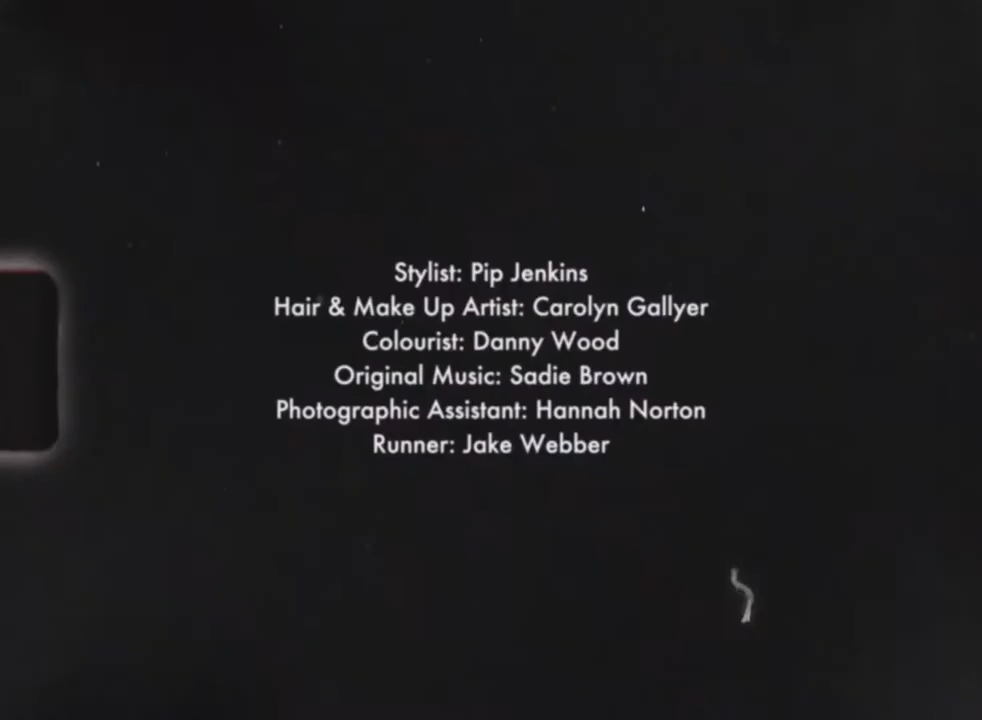 Stylist: Pip Jenkins
Hair & Make Up Artist: Carolyn Gallyer
Colourist: Danny Wood
Original Music: Sadie Brown
Photographic Assistant: Hannah Norton
Runner: Jake Webber